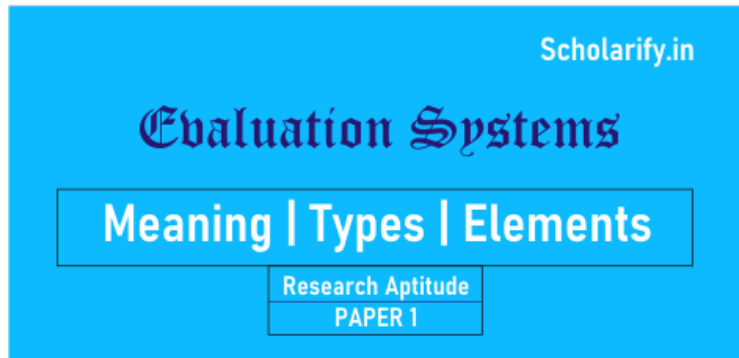 Scholarify.in
Evaluation Systems
Meaning | Types | Elements
Research Aptitude
PAPER 1